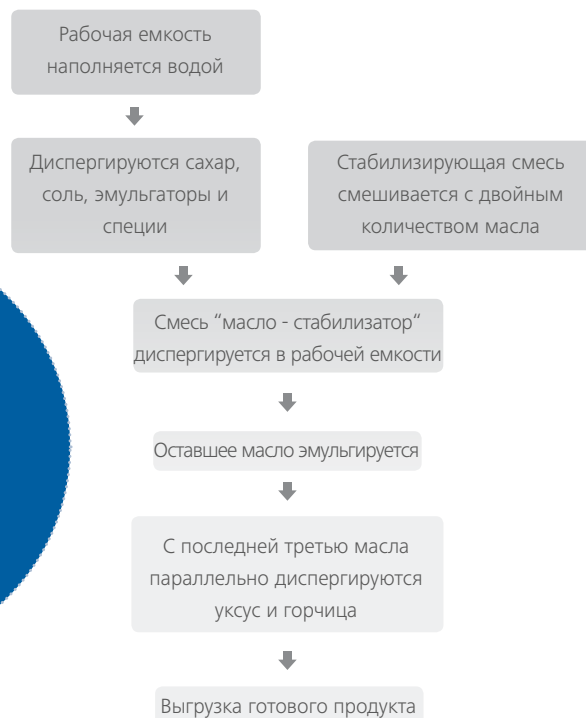 Рабочая емкость
наполняется водой
Диспергируются сахар,
соль, эмульгаторы и
специи
Стабилизирующая смесь
смешивается с двойным
количеством масла
Смесь “масло - стабилизатор“
диспергируется в рабочей емкости
Оставшее масло эмульгируется
С последней третью масла
параллельно диспергируются
уксус и горчица
Выгрузка готового продукта